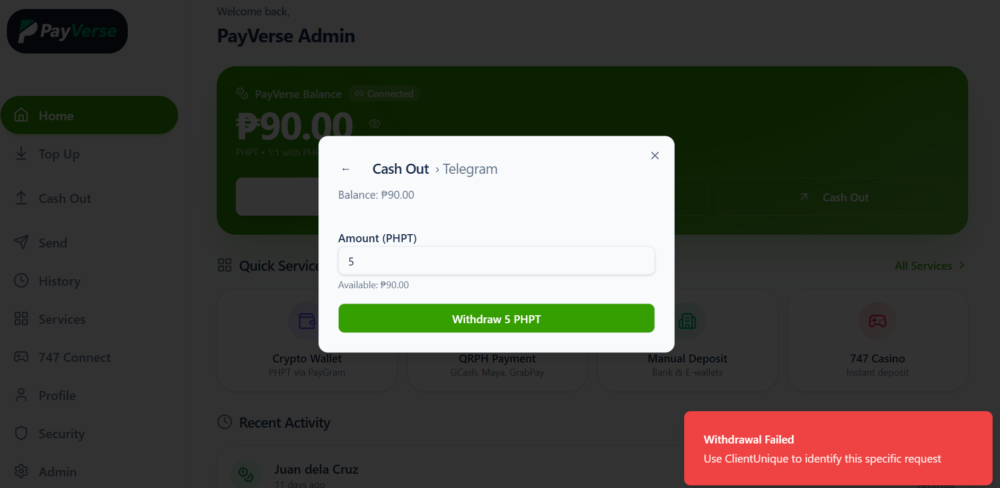 PayVerse
Welcome back,
PayVerse Admin
Home
Top Up
Cash Out
Send
History
Services
747 Connect
Profile
Security
Admin
PayVerse Balance
Connected
₱90.00
PHPT • 1:1 with PHP
Cash Out
Cash Out › Telegram
Balance: ₱90.00
Amount (PHPT)
5
Available: ₱90.00
Withdraw 5 PHPT
Quick Service
All Services
Crypto Wallet
PHPT via PayGram
QRPH Payment
GCash, Maya, GrabPay
Manual Deposit
Bank & E-wallets
747 Casino
Instant deposit
Recent Activity
Juan dela Cruz
11 days ago
Received
Withdrawal Failed
Use ClientUnique to identify this specific request